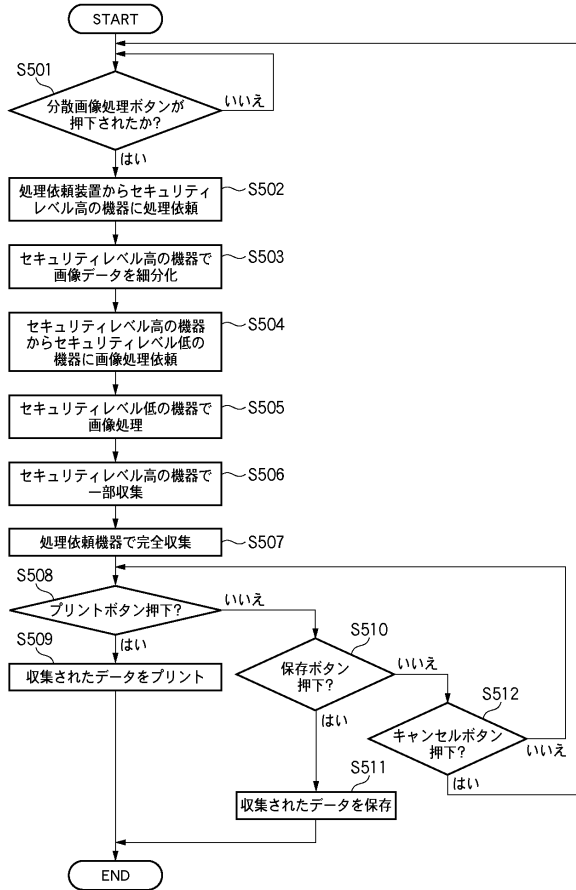 START
S501
分散画像処理ボタンが
押下されたか?
いいえ
はい
処理依頼装置からセキュリティ
レベル高の機器に処理依頼
S502
セキュリティレベル高の機器で
画像データを細分化
S503
セキュリティレベル高の機器
からセキュリティレベル低の
機器に画像処理依頼
S504
セキュリティレベル低の機器で
画像処理
S505
セキュリティレベル高の機器で
一部収集
S506
処理依頼機器で完全収集
S507
S508
プリントボタン押下?
いいえ
はい
S509
収集されたデータをプリント
S510
保存ボタン
押下?
いいえ
はい
S511
収集されたデータを保存
S512
キャンセルボタン
押下?
いいえ
はい
END